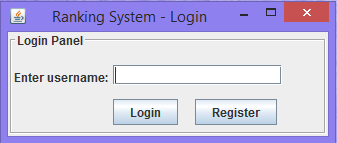 Ranking System - Login
Login Panel
Enter username:
Login Register